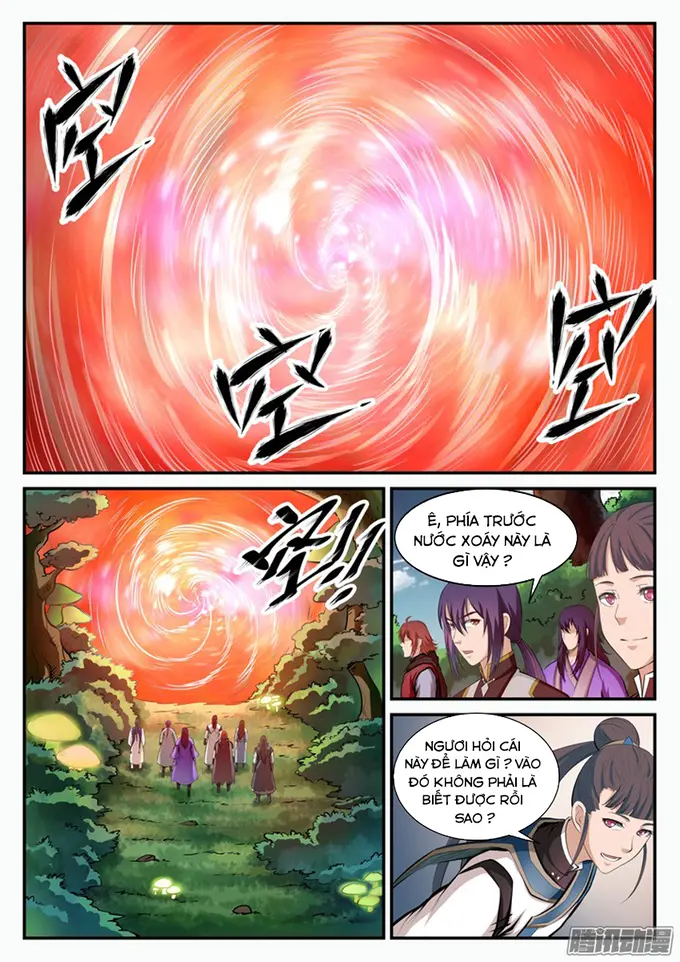 空
空
空
空!!
Ê, PHÍA TRƯỚC
NƯỚC XOÁY NÀY LÀ
GÌ VẬY ?
NGƯƠI HỎI CÁI
NÀY ĐỂ LÀM GÌ ? VÀO
ĐÓ KHÔNG PHẢI LÀ
BIẾT ĐƯỢC RỒI
SAO ?
腾讯动漫